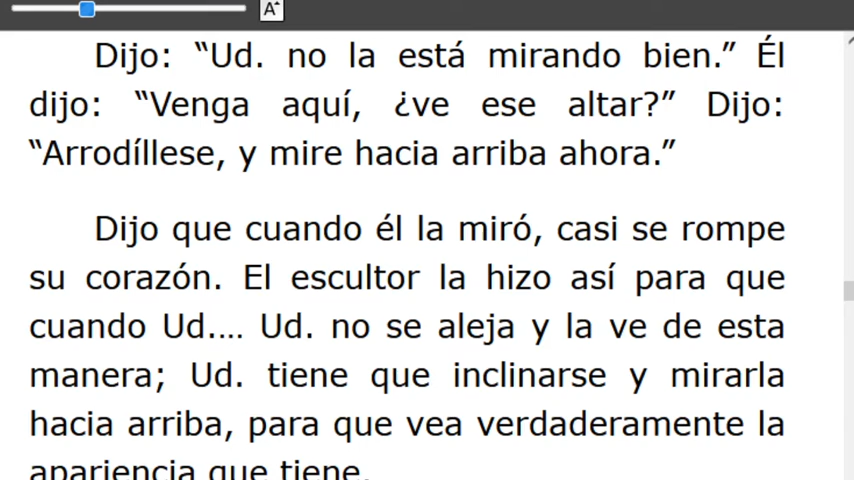 A
Dijo: “Ud. no la está mirando bien.” Él
dijo: “Venga aquí, ¿ve ese altar?” Dijo:
“Arrodíllese, y mire hacia arriba ahora.”
Dijo que cuando él la miró, casi se rompe
su corazón. El escultor la hizo así para que
cuando Ud.... Ud. no se aleja y la ve de esta
manera; Ud. tiene que inclinarse y mirarla
hacia arriba, para que vea verdaderamente la
apariencia que tiene.